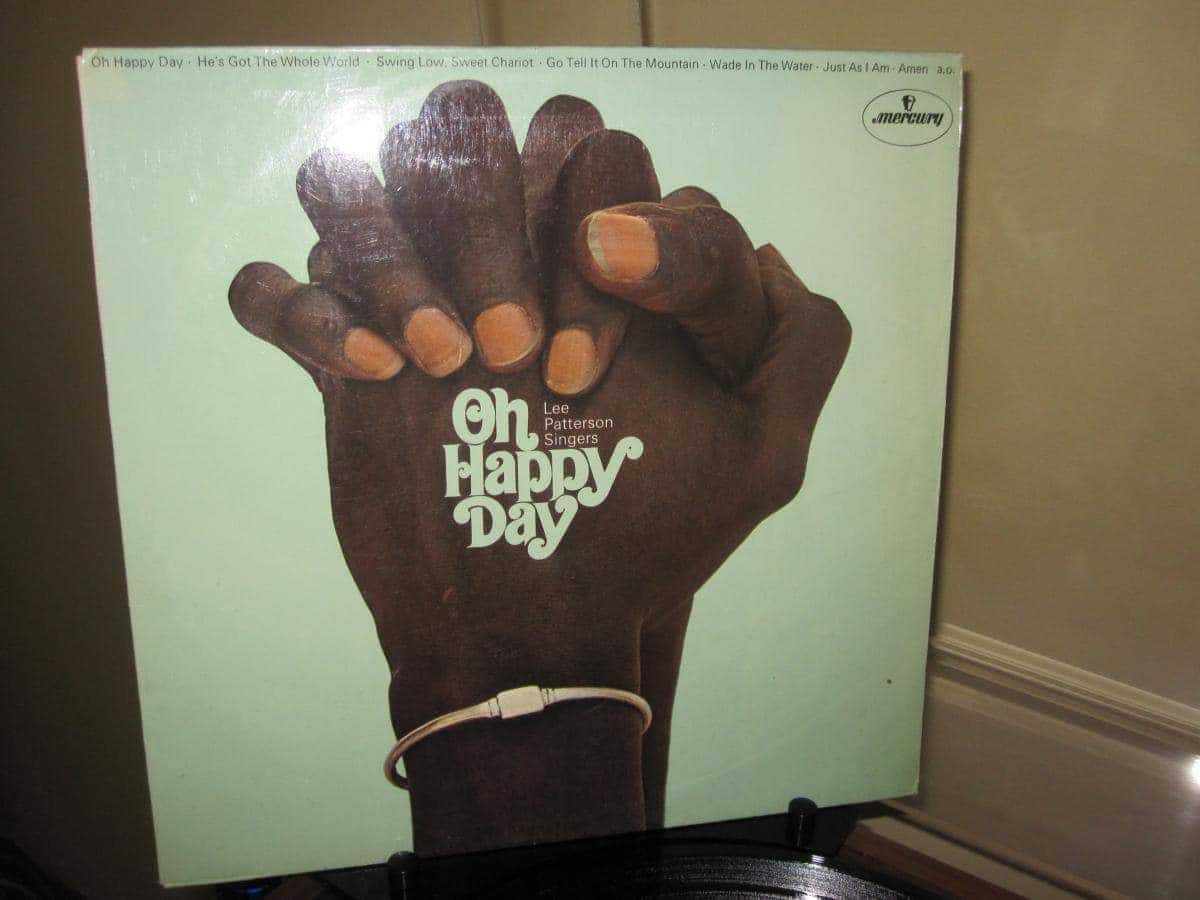 Oh Happy Day · He's Got The Whole World · Swing Low, Sweet Chariot · Go Tell It On The Mountain · Wade In The Water · Just As I Am · Amen a.o.
mercury
Oh
Happy
Day
Lee
Patterson
Singers